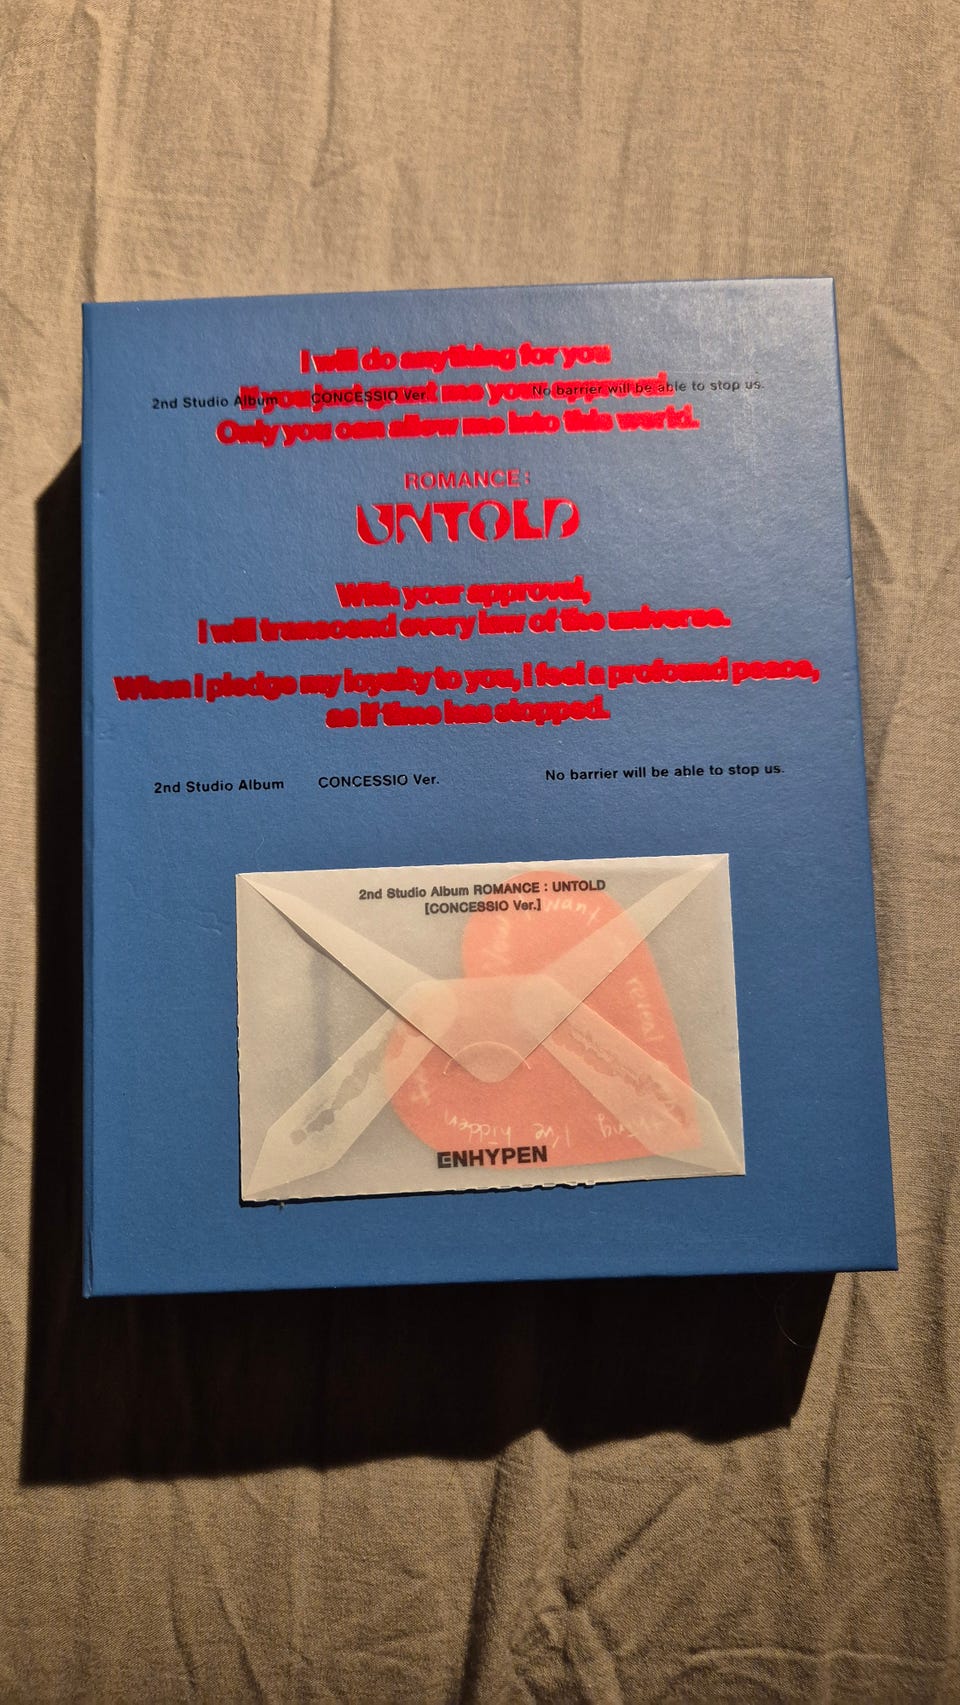 I will do anything for you
If you just grant me your approval.
2nd Studio Album CONCESSIO Ver. No barrier will be able to stop us.
Only you can allow me into this world.
ROMANCE :
UNTOLD
With your approval,
I will transcend every law of the universe.
When I pledge my loyalty to you, I feel a profound peace,
as if time has stopped.
2nd Studio Album CONCESSIO Ver. No barrier will be able to stop us.
2nd Studio Album ROMANCE : UNTOLD
[CONCESSIO Ver.]
want
reveal
I've hidden
ENHYPEN